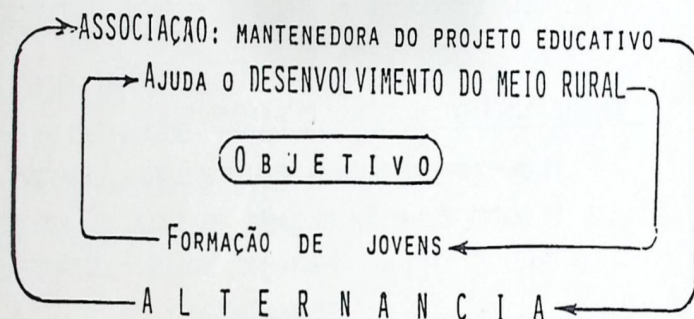 ASSOCIAÇÃO: MANTENEDORA DO PROJETO EDUCATIVO
AJUDA O DESENVOLVIMENTO DO MEIO RURAL
OBJETIVO
FORMAÇÃO DE JOVENS
ALTERNANCIA